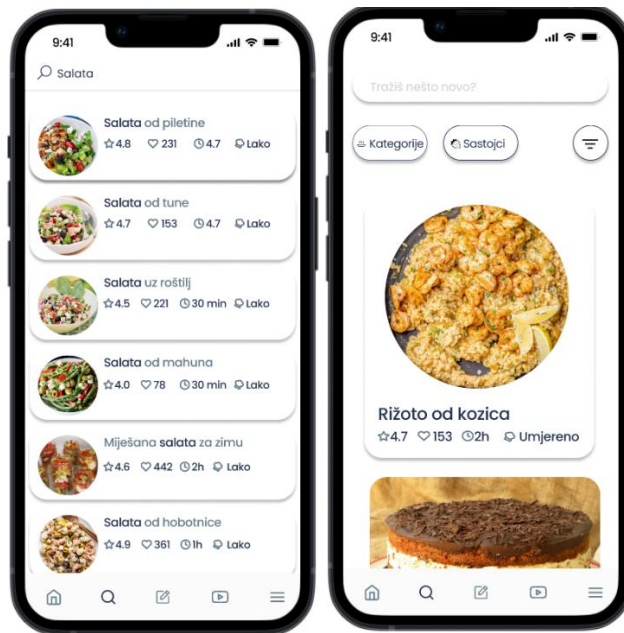 9:41
Salata
Salata od piletine
4.8 231 4.7 Lako
Salata od tune
4.7 153 4.7 Lako
Salata uz roštilj
4.5 221 30 min Lako
Salata od mahuna
4.0 78 30 min Lako
Miješana salata za zimu
4.6 442 2h Lako
Salata od hobotnice
4.9 361 1h Lako
9:41
Tražiš nešto novo?
Kategorije Sastojci
Rižoto od kozica
4.7 153 2h Umjereno